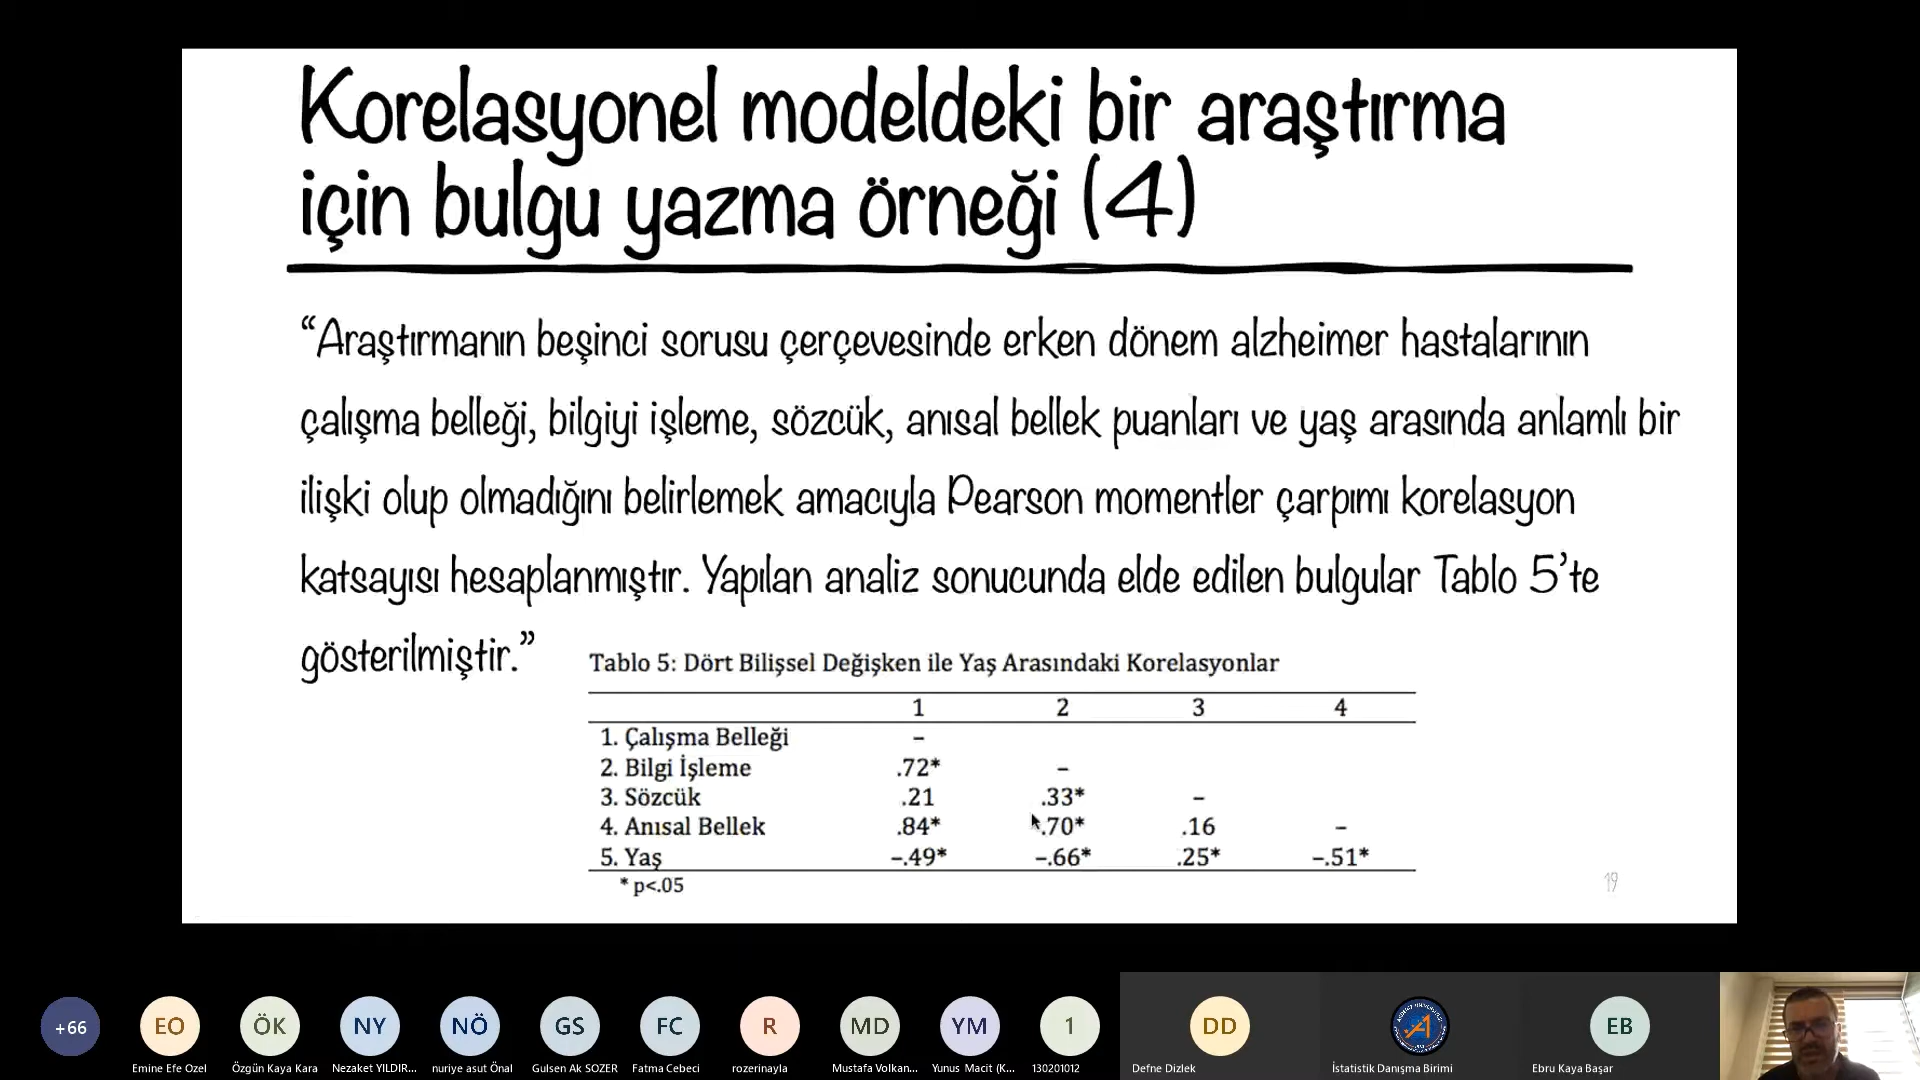 Korelasyonel modeldeki bir araştırma
için bulgu yazma örneği (4)
“Araştırmanın beşinci sorusu çerçevesinde erken dönem alzheimer hastalarının
çalışma belleği, bilgiyi işleme, sözcük, anısal bellek puanları ve yaş arasında anlamlı bir
ilişki olup olmadığını belirlemek amacıyla Pearson momentler çarpımı korelasyon
katsayısı hesaplanmıştır. Yapılan analiz sonucunda elde edilen bulgular Tablo 5’te
gösterilmiştir.”
Tablo 5: Dört Bilişsel Değişken ile Yaş Arasındaki Korelasyonlar
1 2 3 4
1. Çalışma Belleği –
2. Bilgi İşleme .72* –
3. Sözcük .21 .33* –
4. Anısal Bellek .84* .70* .16 –
5. Yaş –.49* –.66* .25* –.51*
* p<.05
19
+66 EO ÖK NY NÖ GS FC R MD YM 1 DD EB
Emine Efe Ozel Özgün Kaya Kara Nezaket YILDIR... nuriye asut Önal Gulsen Ak SOZER Fatma Cebeci rozerinayla Mustafa Volkan... Yunus Macit (K... 130201012 Defne Dizlek İstatistik Danışma Birimi Ebru Kaya Başar